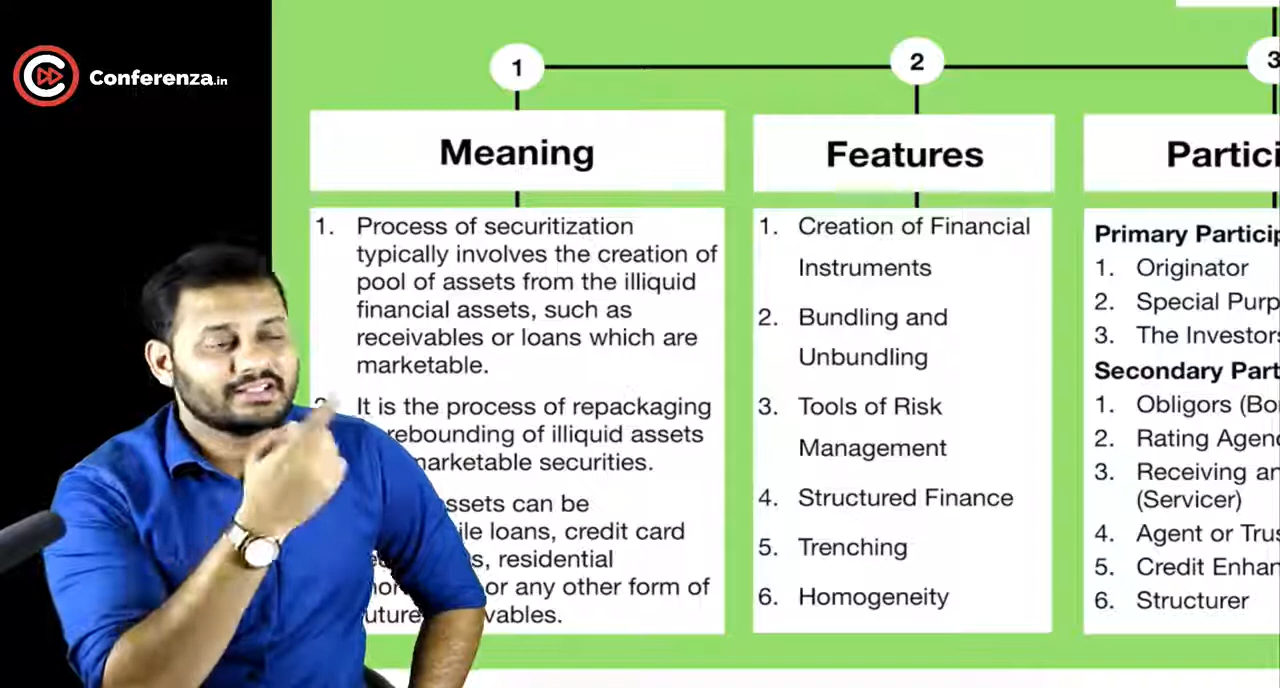 Conferenza.in
1
2
3
Meaning
Features
Partici
1. Process of securitization
typically involves the creation of
pool of assets from the illiquid
financial assets, such as
receivables or loans which are
marketable.
It is the process of repackaging
rebounding of illiquid assets
marketable securities.
ssets can be
ile loans, credit card
s, residential
or any other form of
uture vables.
1. Creation of Financial
Instruments
2. Bundling and
Unbundling
3. Tools of Risk
Management
4. Structured Finance
5. Trenching
6. Homogeneity
Primary Particip
1. Originator
2. Special Purp
3. The Investors
Secondary Part
1. Obligors (Bo
2. Rating Agenc
3. Receiving an
(Servicer)
4. Agent or Trus
5. Credit Enhan
6. Structurer